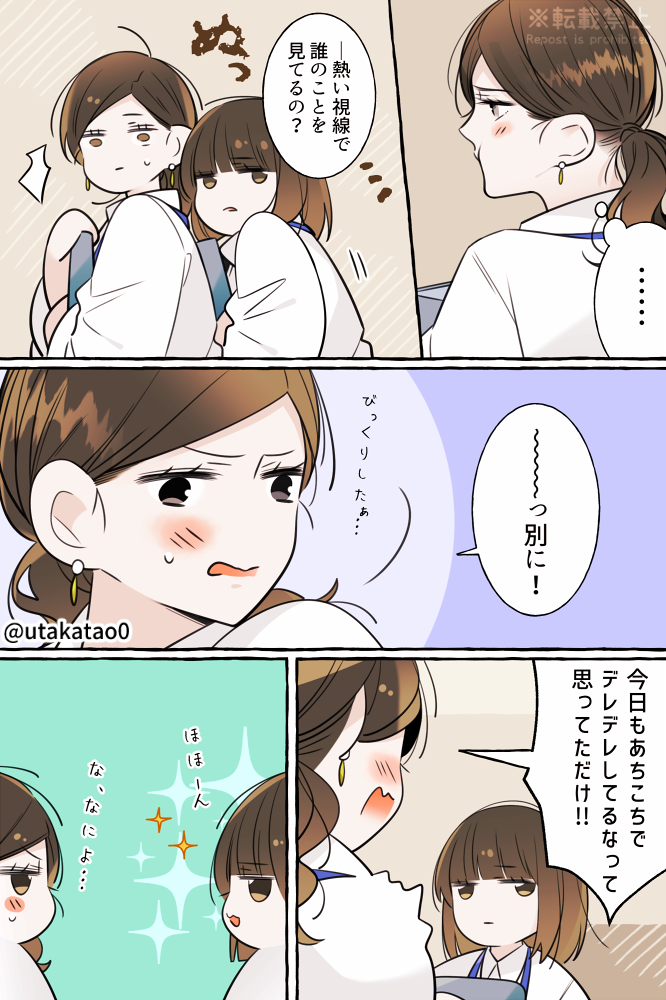 ※転載禁止
Repost is prohibited
……
―熱い視線で
誰のことを
見てるの？
ぬっ
～～～～っ別に！
びっくりしたぁ…
@utakatao0
今日もあちこちで
デレデレしてるなって
思ってただけ!!
ほほーん
な、なによ…